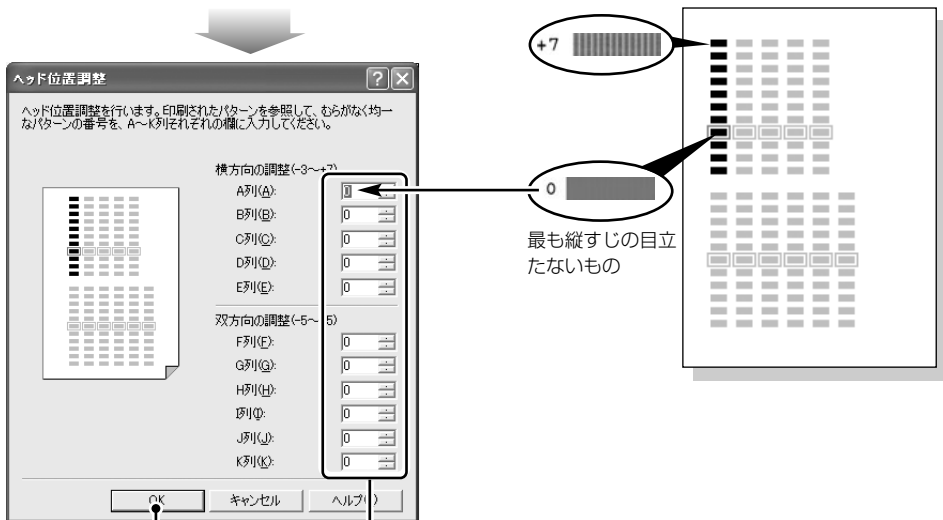 ヘッド位置調整
ヘッド位置調整を行います。印刷されたパターンを参照して、むらがなく均一
なパターンの番号を、A～K列それぞれの欄に入力してください。
横方向の調整(-3～+7)
A列(A): 0
B列(B): 0
C列(C): 0
D列(D): 0
E列(E): 0
双方向の調整(-5～ 5)
F列(F): 0
G列(G): 0
H列(H): 0
I列(I): 0
J列(J): 0
K列(K): 0
OK キャンセル ヘルプ( )
+7
0
最も縦すじの目立
たないもの